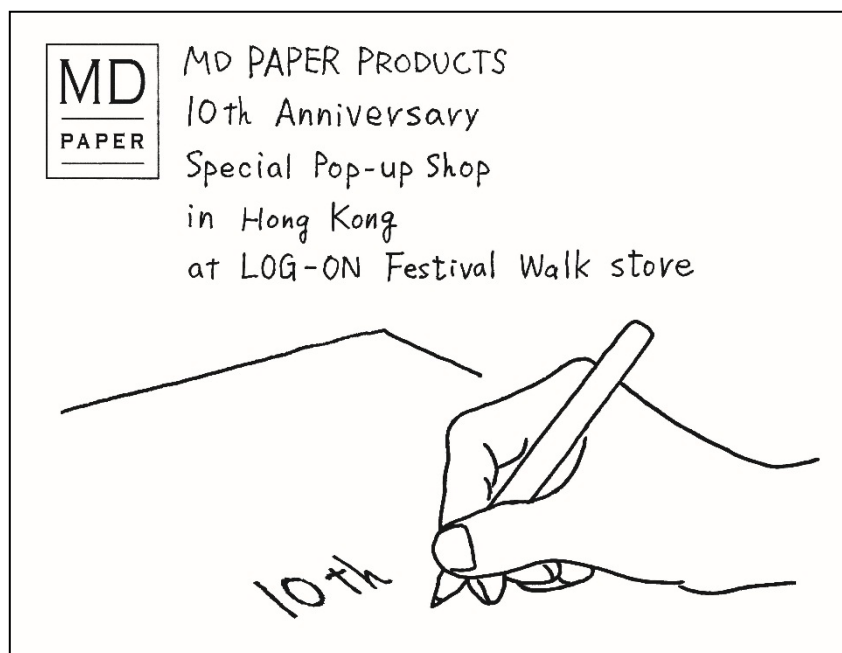 MD
PAPER
MD PAPER PRODUCTS
10th Anniversary
Special Pop-up Shop
in Hong Kong
at LOG-ON Festival Walk store
10th